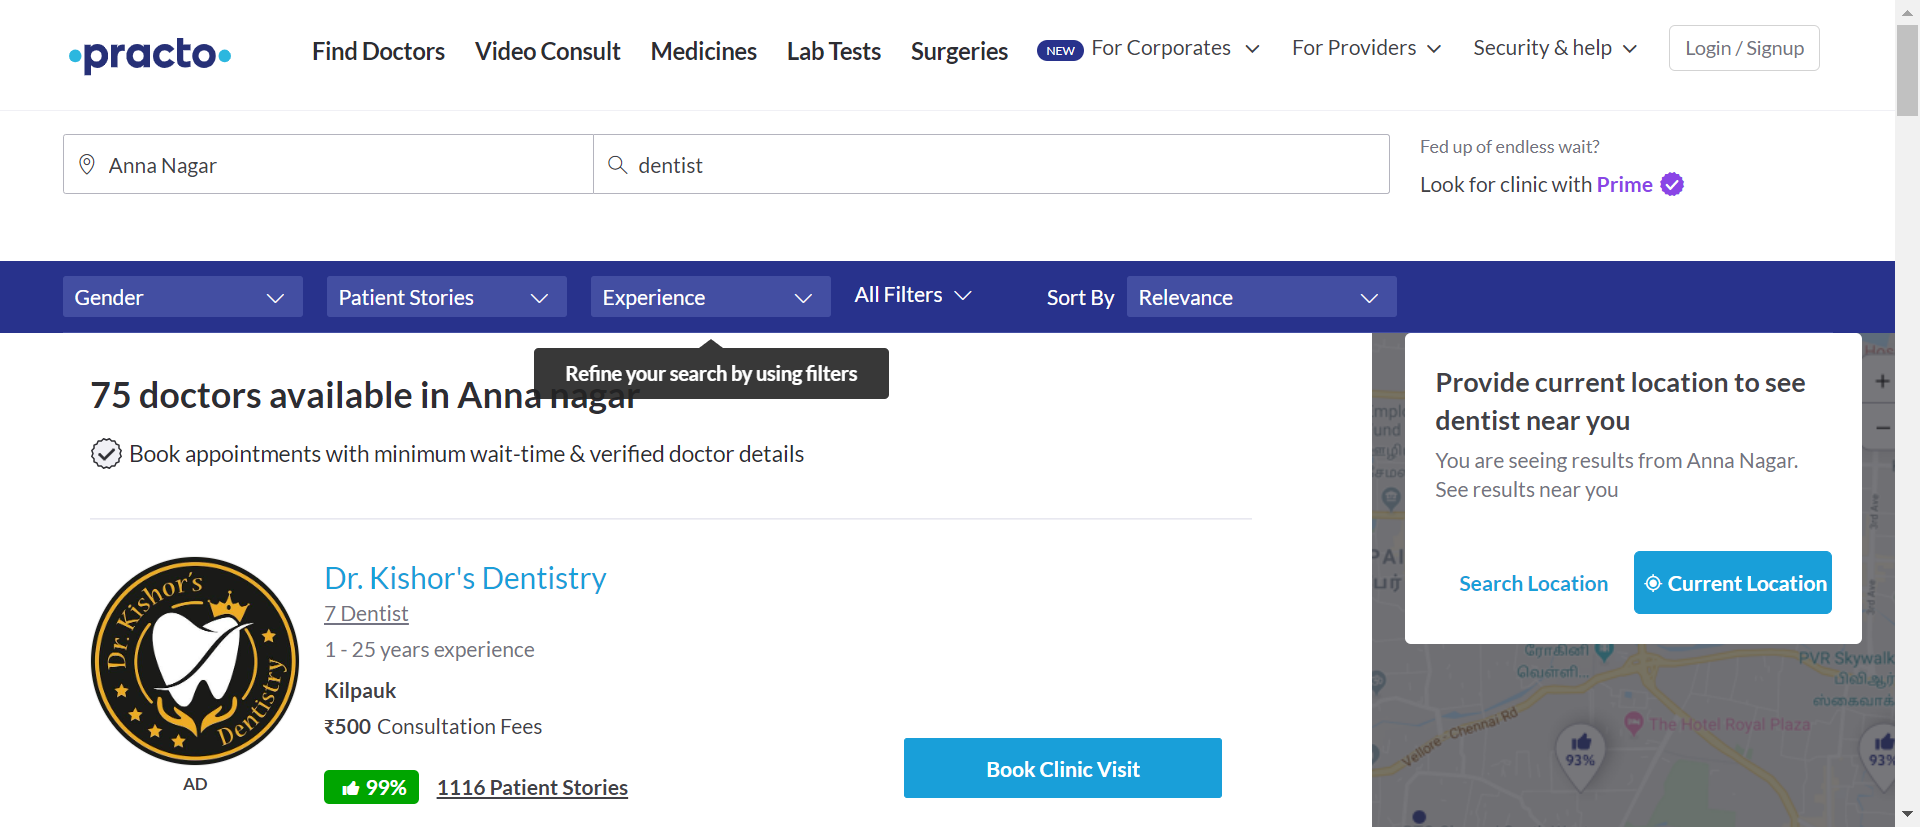 practo
Find Doctors
Video Consult
Medicines
Lab Tests
Surgeries
NEW
For Corporates
For Providers
Security & help
Login / Signup
Anna Nagar
dentist
Fed up of endless wait?
Look for clinic with Prime
Gender
Patient Stories
Experience
All Filters
Sort By
Relevance
Refine your search by using filters
75 doctors available in Anna nagar
Book appointments with minimum wait-time & verified doctor details
Dr. Kishor's Dentistry
AD
Dr. Kishor's Dentistry
7 Dentist
1 - 25 years experience
Kilpauk
₹500 Consultation Fees
99%
1116 Patient Stories
Book Clinic Visit
Provide current location to see
dentist near you
You are seeing results from Anna Nagar.
See results near you
Search Location
Current Location
3rd Ave
3rd Ave
ரோகினி
வெள்ளி...
PVR Skywalk
பிவிஆர்
ஸ்கைவாக்
Vellore - Chennai Rd
The Hotel Royal Plaza
93%
93%